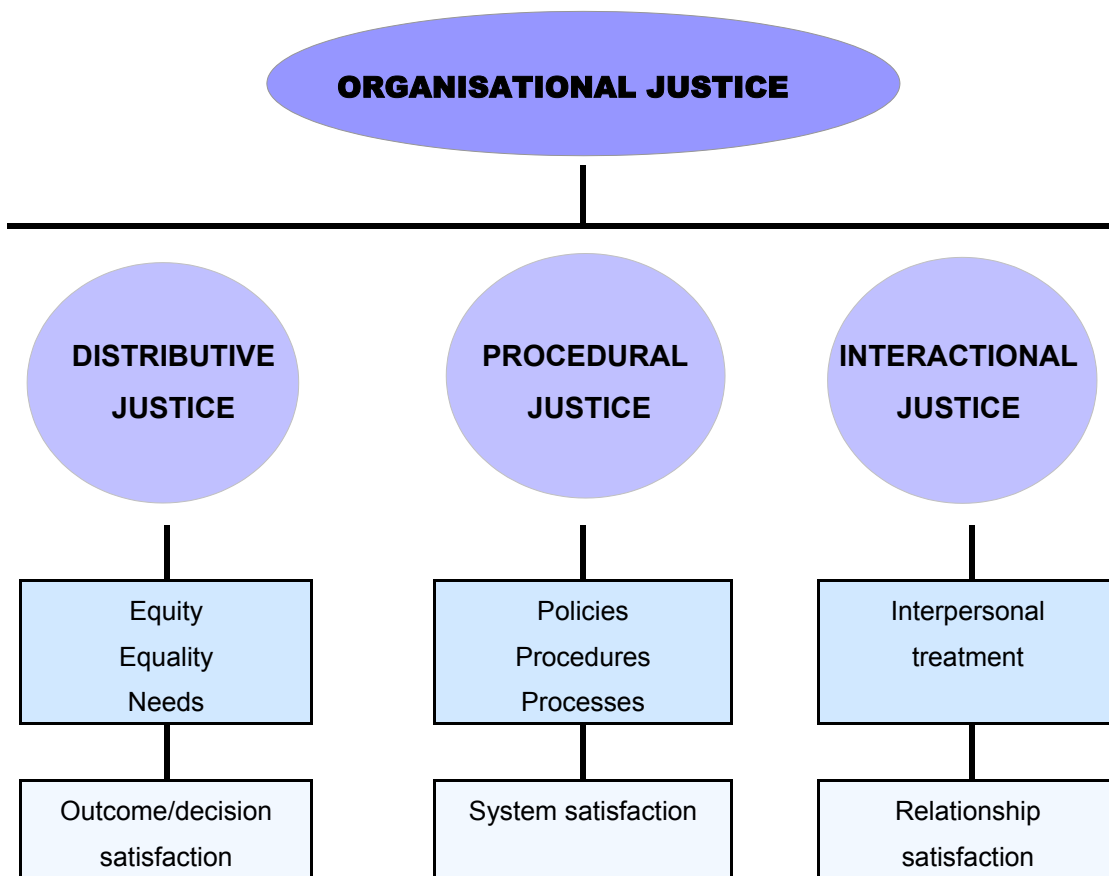 ORGANISATIONAL JUSTICE
DISTRIBUTIVE
JUSTICE
PROCEDURAL
JUSTICE
INTERACTIONAL
JUSTICE
Equity
Equality
Needs
Policies
Procedures
Processes
Interpersonal
treatment
Outcome/decision
satisfaction
System satisfaction
Relationship
satisfaction